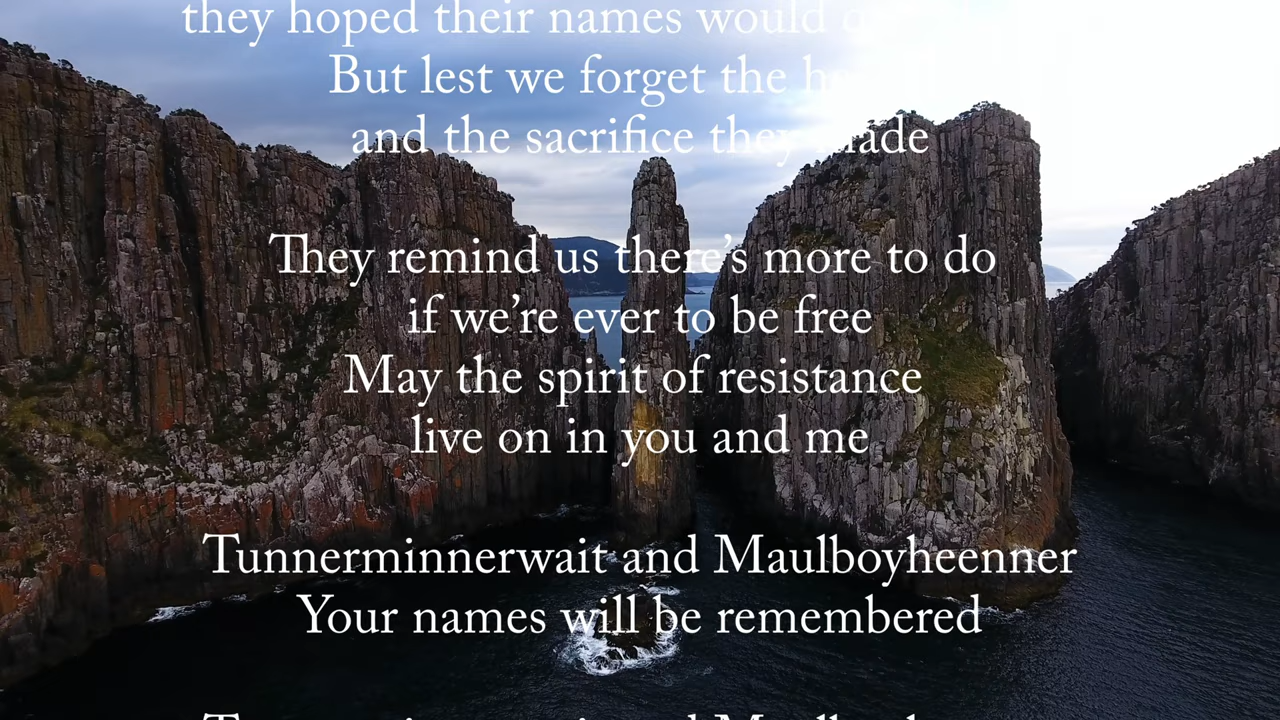 they hoped their names would
But lest we forget the
and the sacrifice they made
They remind us there's more to do
if we're ever to be free
May the spirit of resistance
live on in you and me
Tunnerminnerwait and Maulboyheenner
Your names will be remembered